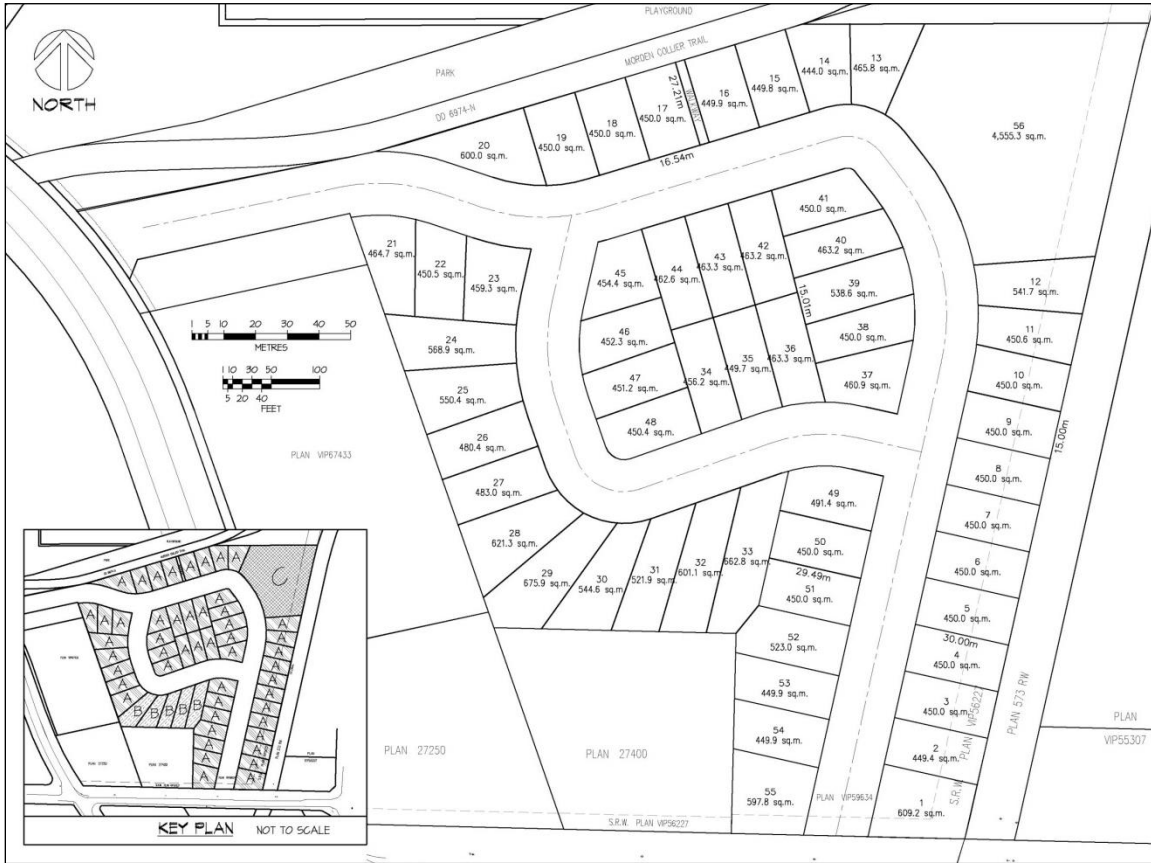 PLAYGROUND
MORDEN COLLIER TRAIL
PARK
DO 6974-N
NORTH
13
465.8 sq.m.
14
444.0 sq.m.
15
449.8 sq.m.
16
449.9 sq.m.
WALKWAY
27.21m
17
450.0 sq.m.
18
450.0 sq.m.
19
450.0 sq.m.
20
600.0 sq.m.
16.54m
56
4,555.3 sq.m.
21
464.7 sq.m.
22
450.5 sq.m.
23
459.3 sq.m.
24
568.9 sq.m.
25
550.4 sq.m.
26
480.4 sq.m.
27
483.0 sq.m.
28
621.3 sq.m.
29
675.9 sq.m.
30
544.6 sq.m.
31
521.9 sq.m.
32
601.1 sq.m.
33
662.8 sq.m.
41
450.0 sq.m.
40
463.2 sq.m.
39
538.6 sq.m.
38
450.0 sq.m.
37
460.9 sq.m.
15.01m
42
463.2 sq.m.
43
463.3 sq.m.
44
462.6 sq.m.
45
454.4 sq.m.
46
452.3 sq.m.
47
451.2 sq.m.
48
450.4 sq.m.
34
456.2 sq.m.
35
449.7 sq.m.
36
463.3 sq.m.
12
541.7 sq.m.
11
450.6 sq.m.
10
450.0 sq.m.
9
450.0 sq.m.
15.00m
8
450.0 sq.m.
7
450.0 sq.m.
6
450.0 sq.m.
5
450.0 sq.m.
30.00m
4
450.0 sq.m.
3
450.0 sq.m.
2
449.4 sq.m.
1
609.2 sq.m.
49
491.4 sq.m.
50
450.0 sq.m.
29.49m
51
450.0 sq.m.
52
523.0 sq.m.
53
449.9 sq.m.
54
449.9 sq.m.
55
597.8 sq.m.
1 5 10 20 30 40 50
METRES
1 10 30 50 100
5 20 40
FEET
PLAN VIP67433
PLAN 27250
PLAN 27400
S.R.W. PLAN VIP56227
PLAN VIP59634
S.R.W. PLAN VIP56227
PLAN 573 RW
PLAN
VIP55307
A A A A A A A A
C
A A A A A A A A A A A A A A A
B B B B B
KEY PLAN NOT TO SCALE